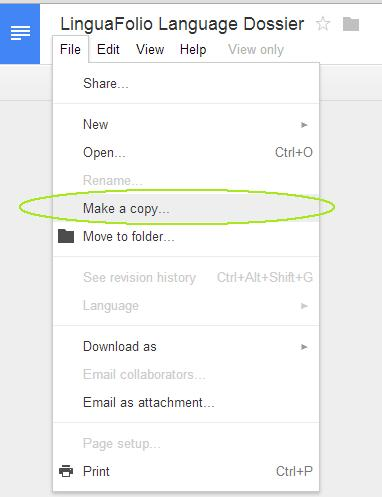 LinguaFolio Language Dossier
File Edit View Help View only
Share...
New
Open... Ctrl+O
Rename...
Make a copy...
Move to folder...
See revision history Ctrl+Alt+Shift+G
Language
Download as
Email collaborators...
Email as attachment...
Page setup...
Print Ctrl+P